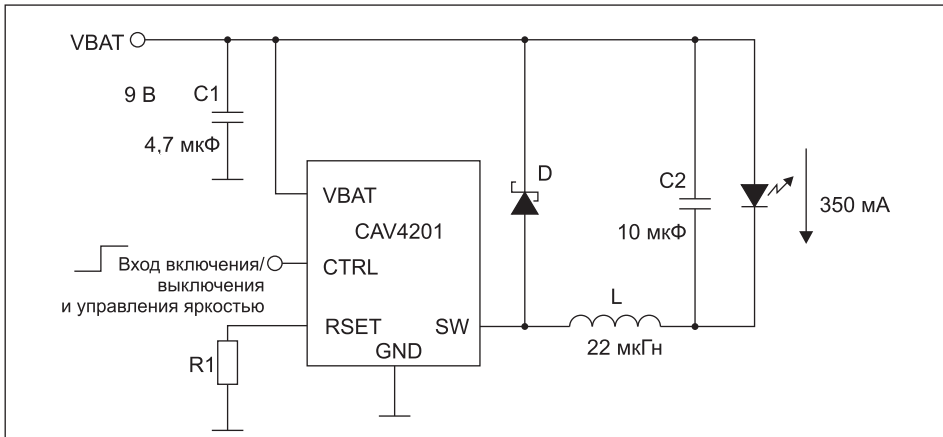 VBAT
9 В
C1
4,7 мкФ
VBAT
CAV4201
CTRL
RSET
SW
GND
Вход включения/
выключения
и управления яркостью
R1
D
C2
10 мкФ
350 мА
L
22 мкГн